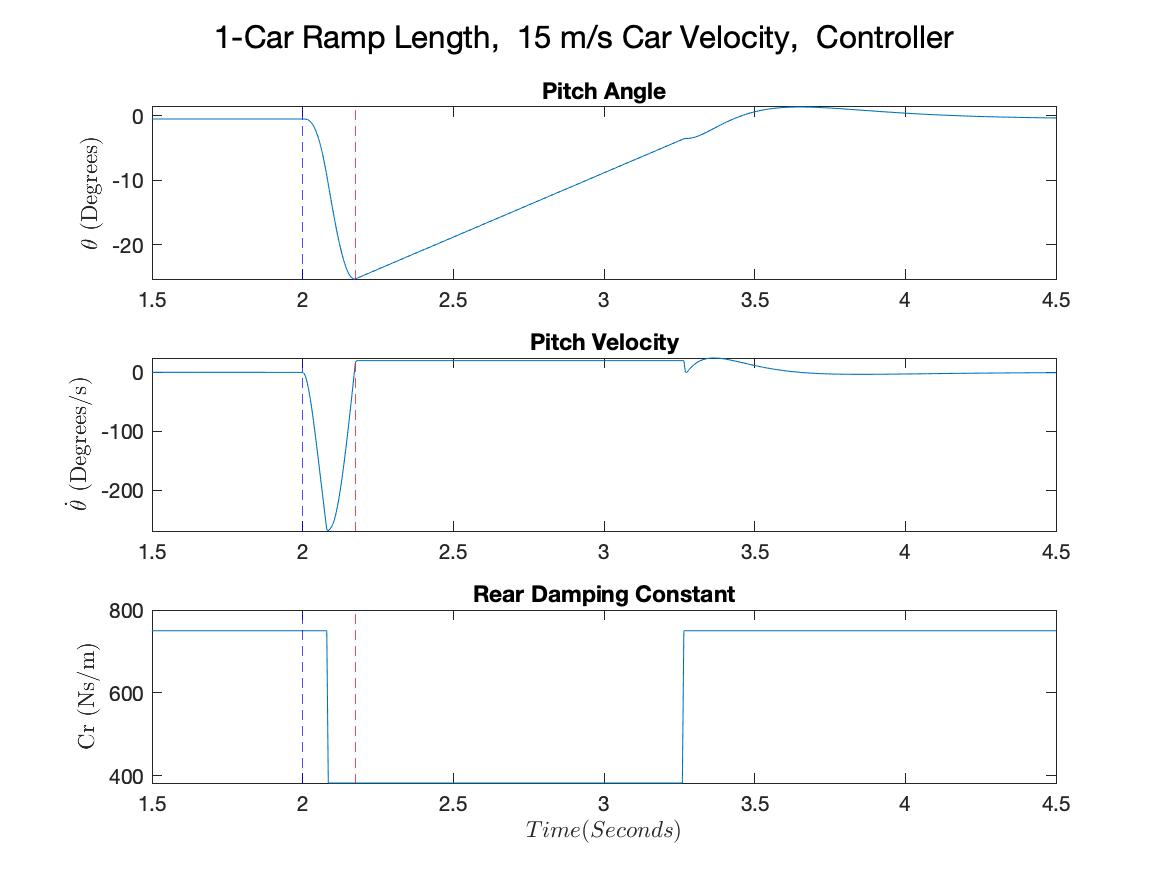 1-Car Ramp Length,  15 m/s Car Velocity,  Controller
Pitch Angle
0
-10
-20
θ (Degrees)
1.5 2 2.5 3 3.5 4 4.5
Pitch Velocity
0
-100
-200
θ̇ (Degrees/s)
1.5 2 2.5 3 3.5 4 4.5
Rear Damping Constant
800
600
400
Cr (Ns/m)
1.5 2 2.5 3 3.5 4 4.5
Time(Seconds)